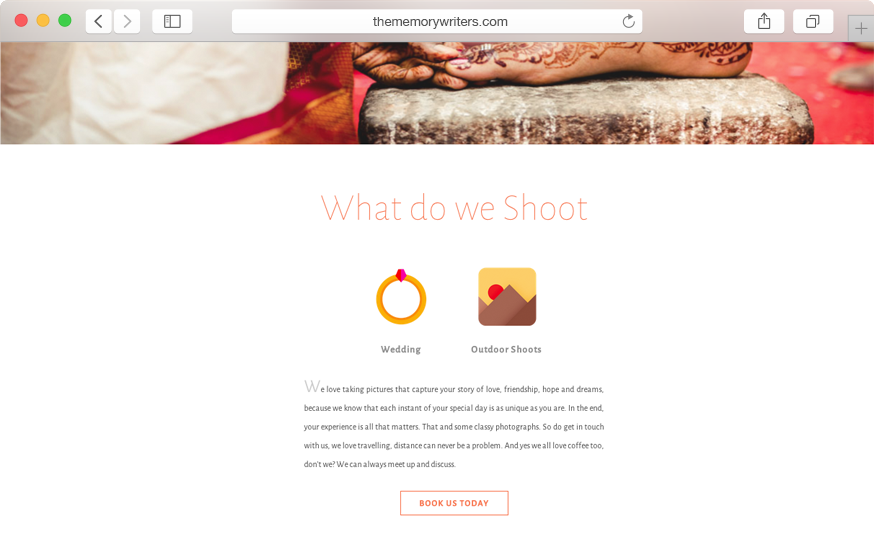 thememorywriters.com
What do we Shoot
Wedding
Outdoor Shoots
We love taking pictures that capture your story of love, friendship, hope and dreams,
because we know that each instant of your special day is as unique as you are. In the end,
your experience is all that matters. That and some classy photographs. So do get in touch
with us, we love travelling, distance can never be a problem. And yes we all love coffee too,
don't we? We can always meet up and discuss.
BOOK US TODAY